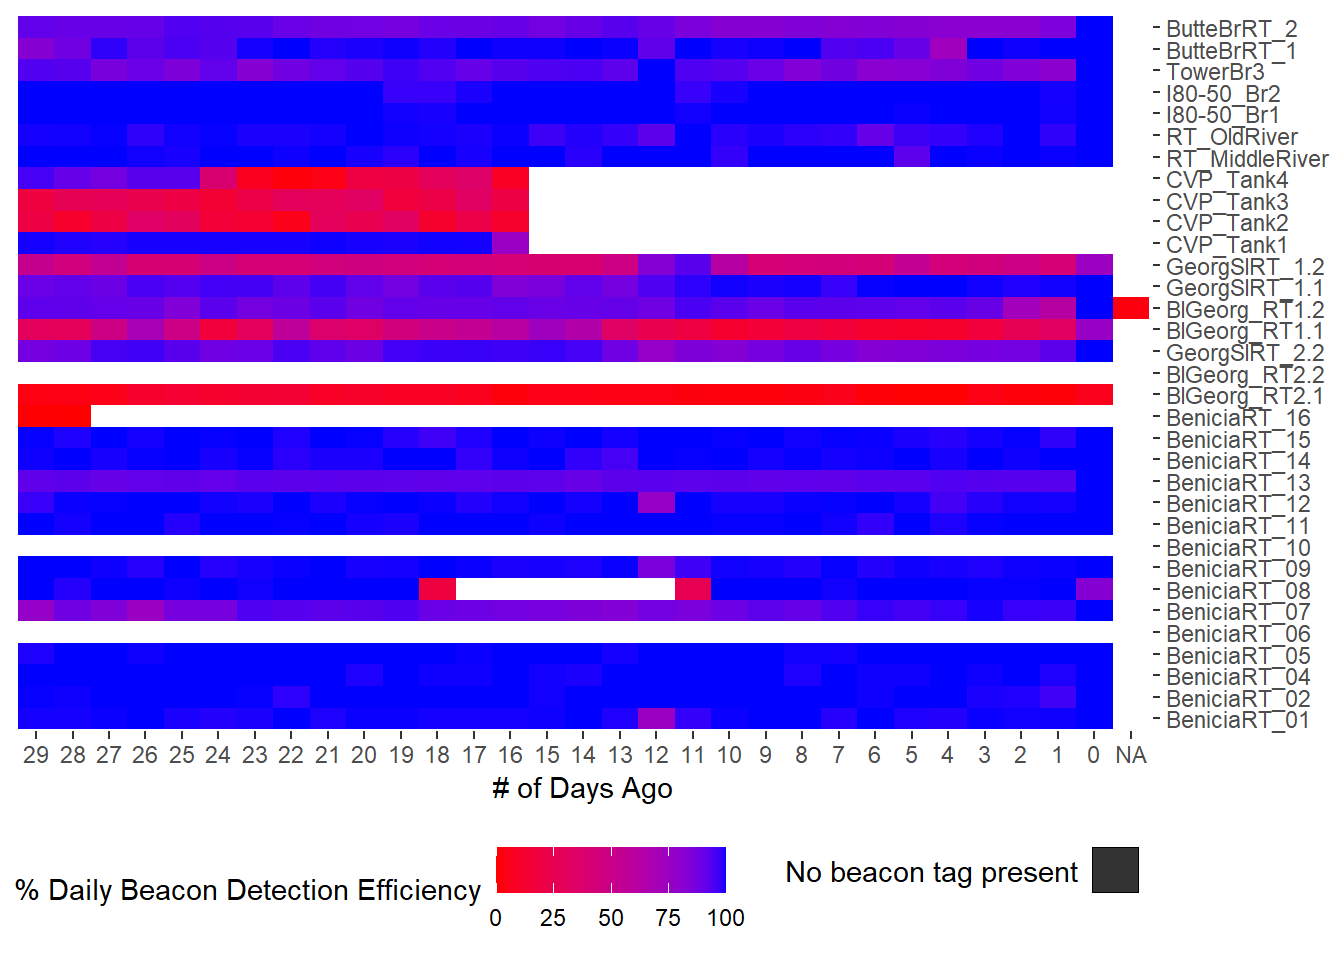 ButteBrRT_2
ButteBrRT_1
TowerBr3
I80-50_Br2
I80-50_Br1
RT_OldRiver
RT_MiddleRiver
CVP_Tank4
CVP_Tank3
CVP_Tank2
CVP_Tank1
GeorgSlRT_1.2
GeorgSlRT_1.1
BlGeorg_RT1.2
BlGeorg_RT1.1
GeorgSlRT_2.2
BlGeorg_RT2.2
BlGeorg_RT2.1
BeniciaRT_16
BeniciaRT_15
BeniciaRT_14
BeniciaRT_13
BeniciaRT_12
BeniciaRT_11
BeniciaRT_10
BeniciaRT_09
BeniciaRT_08
BeniciaRT_07
BeniciaRT_06
BeniciaRT_05
BeniciaRT_04
BeniciaRT_02
BeniciaRT_01
29 28 27 26 25 24 23 22 21 20 19 18 17 16 15 14 13 12 11 10 9 8 7 6 5 4 3 2 1 0 NA
# of Days Ago
% Daily Beacon Detection Efficiency
0 25 50 75 100
No beacon tag present